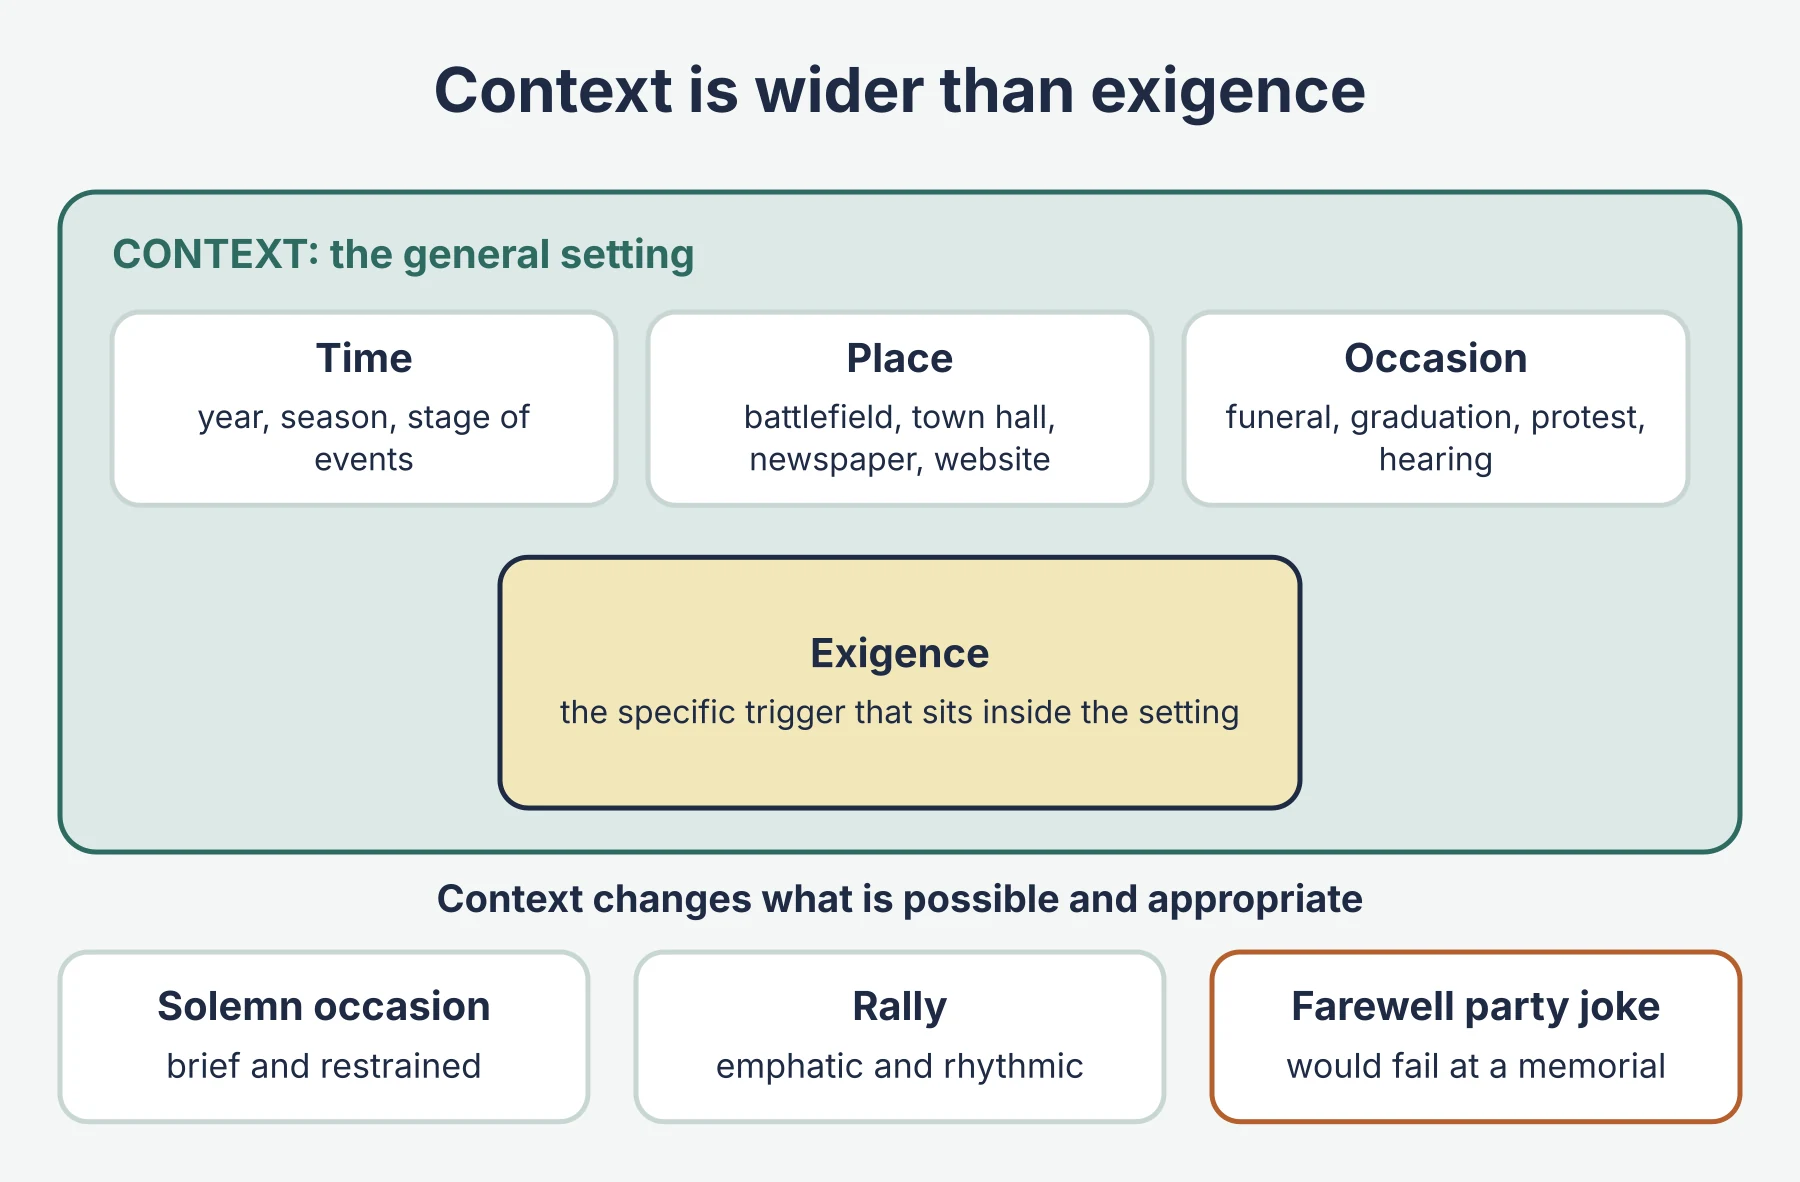 Context is wider than exigence
CONTEXT: the general setting
Time
year, season, stage of
events
Place
battlefield, town hall,
newspaper, website
Occasion
funeral, graduation, protest,
hearing
Exigence
the specific trigger that sits inside the setting
Context changes what is possible and appropriate
Solemn occasion
brief and restrained
Rally
emphatic and rhythmic
Farewell party joke
would fail at a memorial